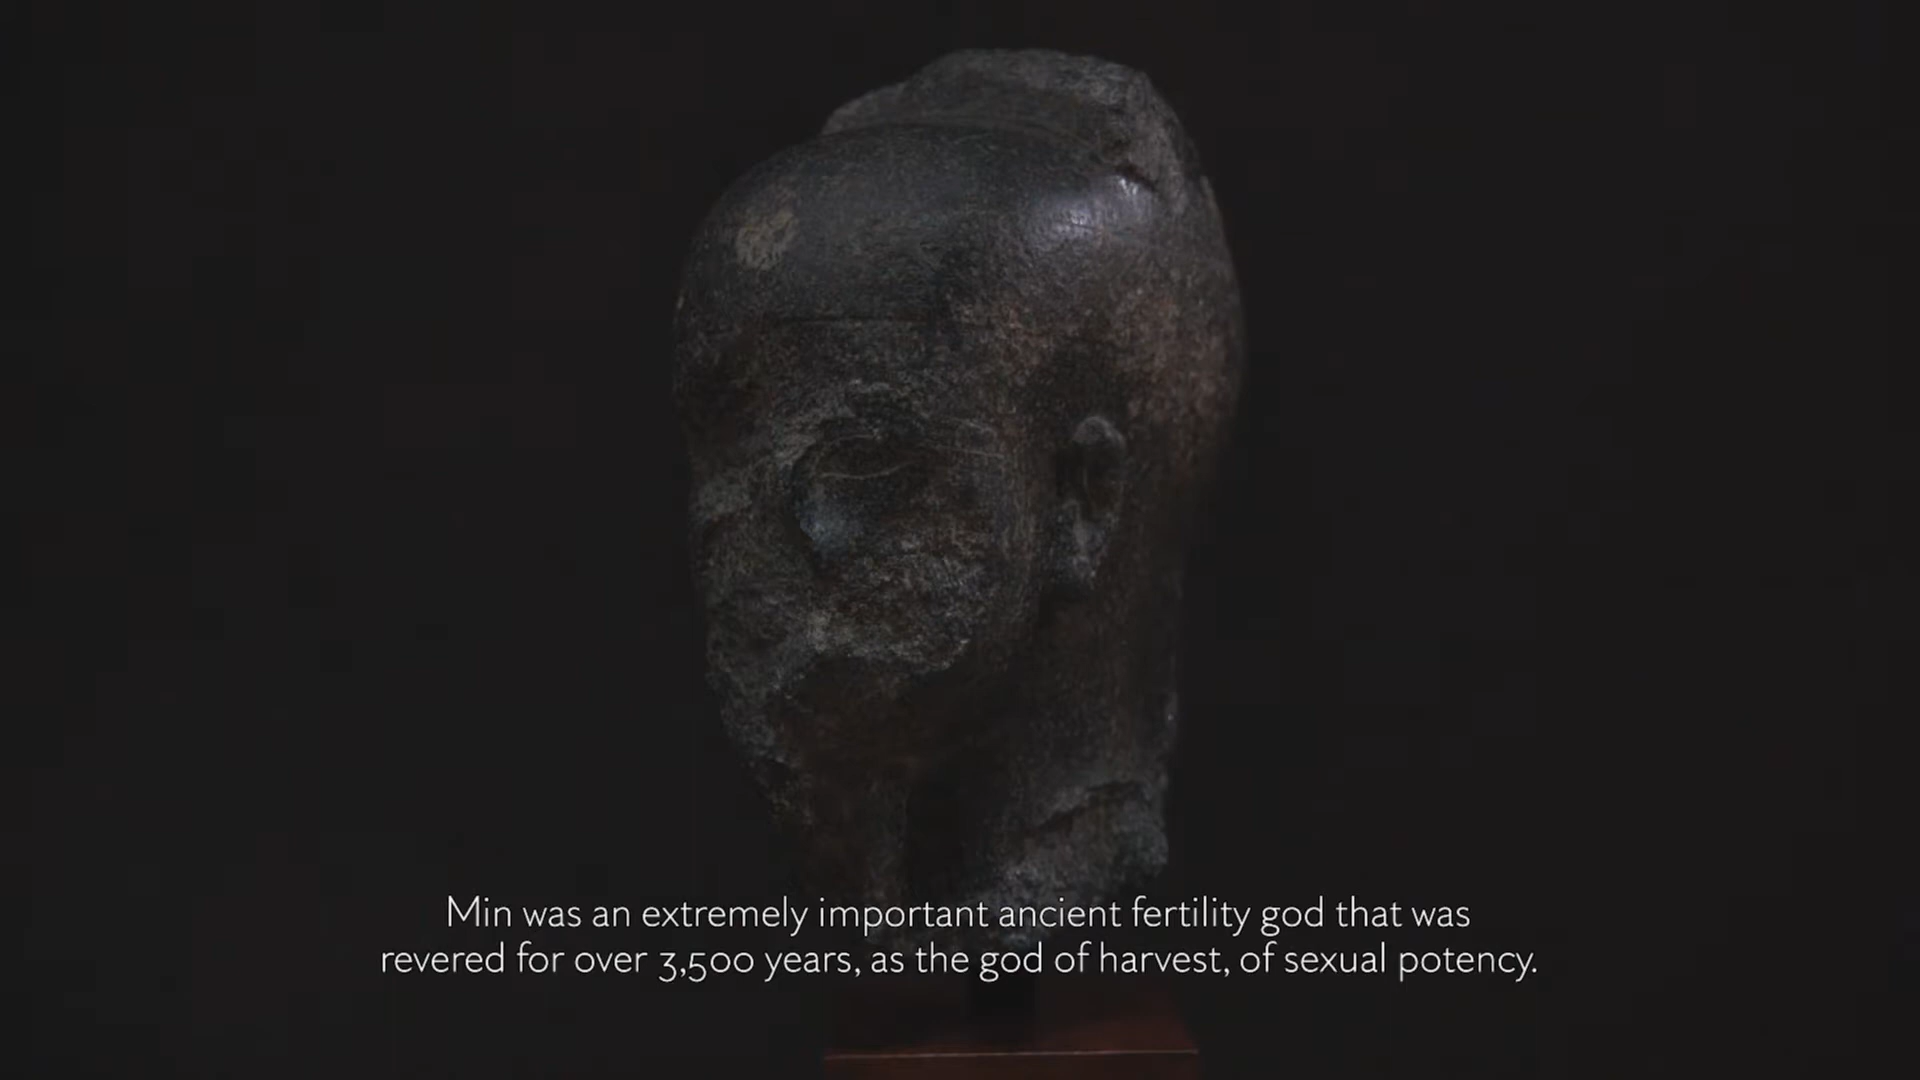 Min was an extremely important ancient fertility god that was
revered for over 3,500 years, as the god of harvest, of sexual potency.